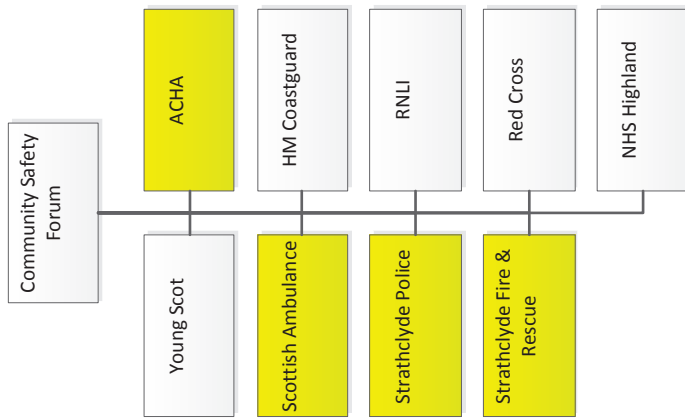 Community Safety
Forum
Young Scot
ACHA
Scottish Ambulance
HM Coastguard
Strathclyde Police
RNLI
Strathclyde Fire &
Rescue
Red Cross
NHS Highland